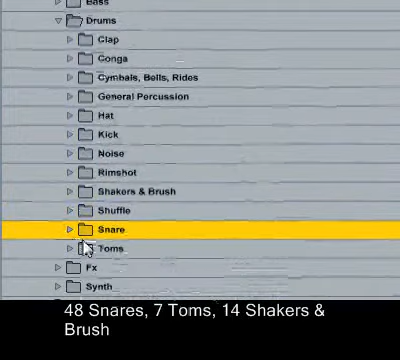 Bass
Drums
Clap
Conga
Cymbals, Bells, Rides
General Percussion
Hat
Kick
Noise
Rimshot
Shakers & Brush
Shuffle
Snare
Toms
Fx
Synth
48 Snares, 7 Toms, 14 Shakers &
Brush